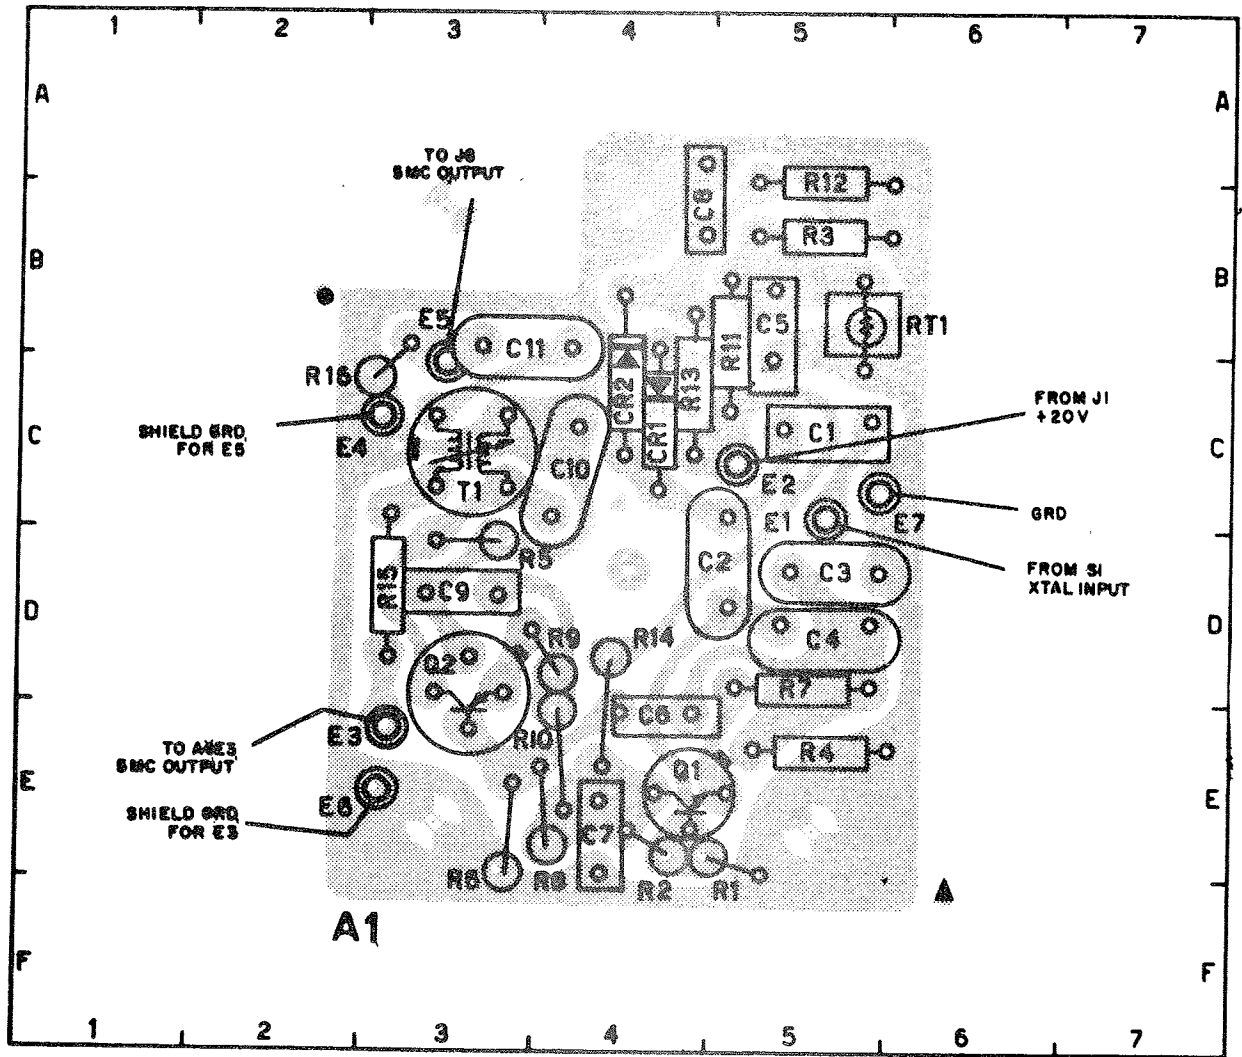 1 2 3 4 5 6 7
A A
TO J6
SMC OUTPUT
C8
R12
R3
B B
E5
C11
C5
RT1
R11
R16
CR2
R13
CR1
FROM J1
+20V
SHIELD GRD
FOR E5
E4
C C
C1
C10
T1
E2
E7
GRD
E1
R5
C2
C3
FROM S1
XTAL INPUT
R15
C9
D D
R9
R14
C4
Q2
R7
E3
R10
C6
TO A2E3
SMC OUTPUT
R4
Q1
E E
E6
SHIELD GRD
FOR E3
C7
R6
R8
R2
R1
A1
F F
1 2 3 4 5 6 7